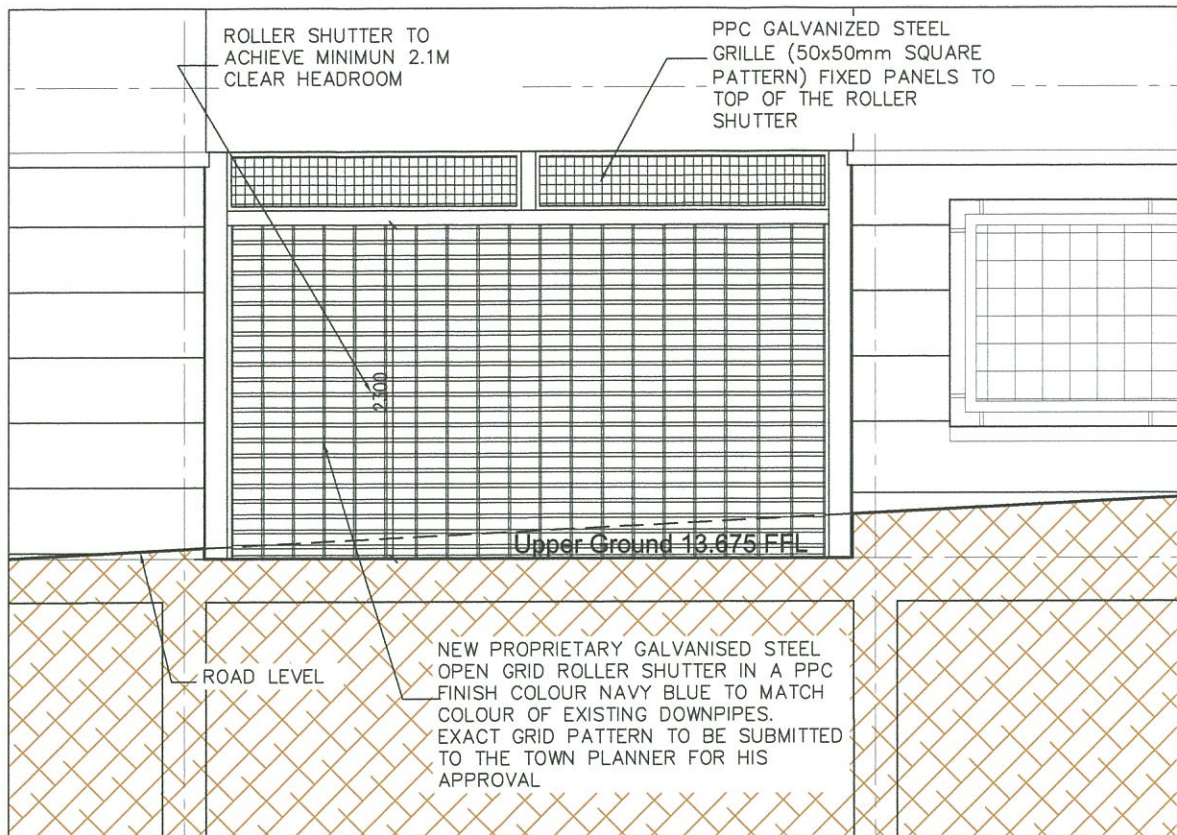 ROLLER SHUTTER TO
ACHIEVE MINIMUN 2.1M
CLEAR HEADROOM
PPC GALVANIZED STEEL
GRILLE (50x50mm SQUARE
PATTERN) FIXED PANELS TO
TOP OF THE ROLLER
SHUTTER
2300
Upper Ground 13.675 FFL
ROAD LEVEL
NEW PROPRIETARY GALVANISED STEEL
OPEN GRID ROLLER SHUTTER IN A PPC
FINISH COLOUR NAVY BLUE TO MATCH
COLOUR OF EXISTING DOWNPIPES.
EXACT GRID PATTERN TO BE SUBMITTED
TO THE TOWN PLANNER FOR HIS
APPROVAL